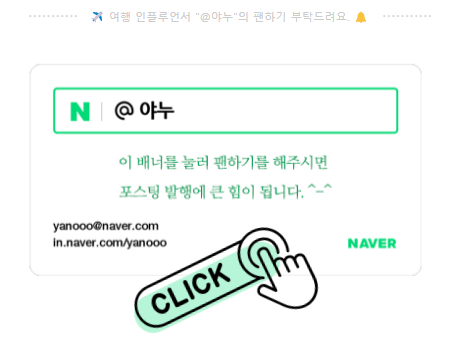 여행 인플루언서 "@야누"의 팬하기 부탁드려요.
N @ 야누
이 배너를 눌러 팬하기를 해주시면
포스팅 발행에 큰 힘이 됩니다. ^-^
yanooo@naver.com
in.naver.com/yanooo
NAVER
CLICK